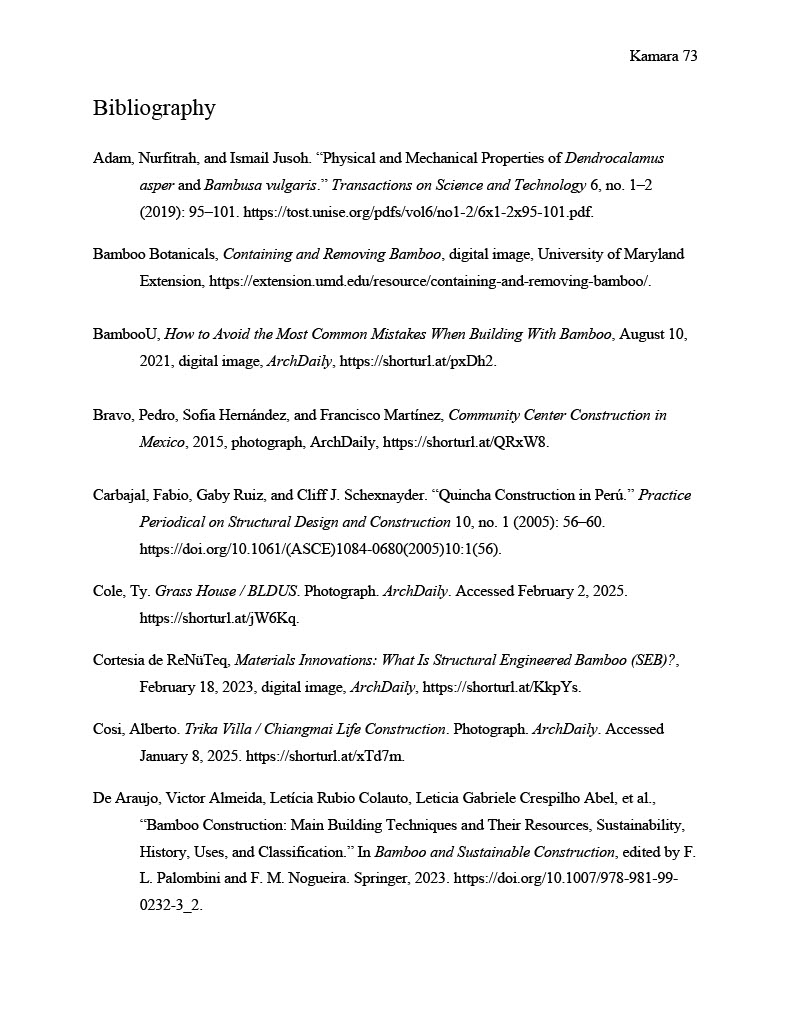 Kamara 73
Bibliography
Adam, Nurfitrah, and Ismail Jusoh. “Physical and Mechanical Properties of Dendrocalamus
asper and Bambusa vulgaris.” Transactions on Science and Technology 6, no. 1–2
(2019): 95–101. https://tost.unise.org/pdfs/vol6/no1-2/6x1-2x95-101.pdf.
Bamboo Botanicals, Containing and Removing Bamboo, digital image, University of Maryland
Extension, https://extension.umd.edu/resource/containing-and-removing-bamboo/.
BambooU, How to Avoid the Most Common Mistakes When Building With Bamboo, August 10,
2021, digital image, ArchDaily, https://shorturl.at/pxDh2.
Bravo, Pedro, Sofía Hernández, and Francisco Martínez, Community Center Construction in
Mexico, 2015, photograph, ArchDaily, https://shorturl.at/QRxW8.
Carbajal, Fabio, Gaby Ruiz, and Cliff J. Schexnayder. “Quincha Construction in Perú.” Practice
Periodical on Structural Design and Construction 10, no. 1 (2005): 56–60.
https://doi.org/10.1061/(ASCE)1084-0680(2005)10:1(56).
Cole, Ty. Grass House / BLDUS. Photograph. ArchDaily. Accessed February 2, 2025.
https://shorturl.at/jW6Kq.
Cortesia de ReNüTeq, Materials Innovations: What Is Structural Engineered Bamboo (SEB)?,
February 18, 2023, digital image, ArchDaily, https://shorturl.at/KkpYs.
Cosi, Alberto. Trika Villa / Chiangmai Life Construction. Photograph. ArchDaily. Accessed
January 8, 2025. https://shorturl.at/xTd7m.
De Araujo, Victor Almeida, Letícia Rubio Colauto, Leticia Gabriele Crespilho Abel, et al.,
“Bamboo Construction: Main Building Techniques and Their Resources, Sustainability,
History, Uses, and Classification.” In Bamboo and Sustainable Construction, edited by F.
L. Palombini and F. M. Nogueira. Springer, 2023. https://doi.org/10.1007/978-981-99-
0232-3_2.